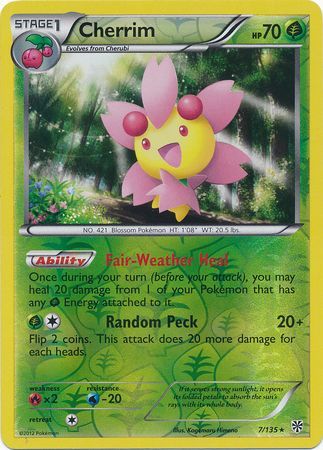 STAGE1
Cherrim
HP 70
Evolves from Cherubi
NO. 421 Blossom Pokémon HT: 1'08" WT: 20.5 lbs.
Ability Fair-Weather Heal
Once during your turn (before your attack), you may
heal 20 damage from 1 of your Pokémon that has
any Energy attached to it.
Random Peck 20+
Flip 2 coins. This attack does 20 more damage for
each heads.
weakness resistance
×2 -20
retreat
If it senses strong sunlight, it opens
its folded petals to absorb the sun's
rays with its whole body.
©2012 Pokémon
Illus. Kagemaru Himeno
7/135★